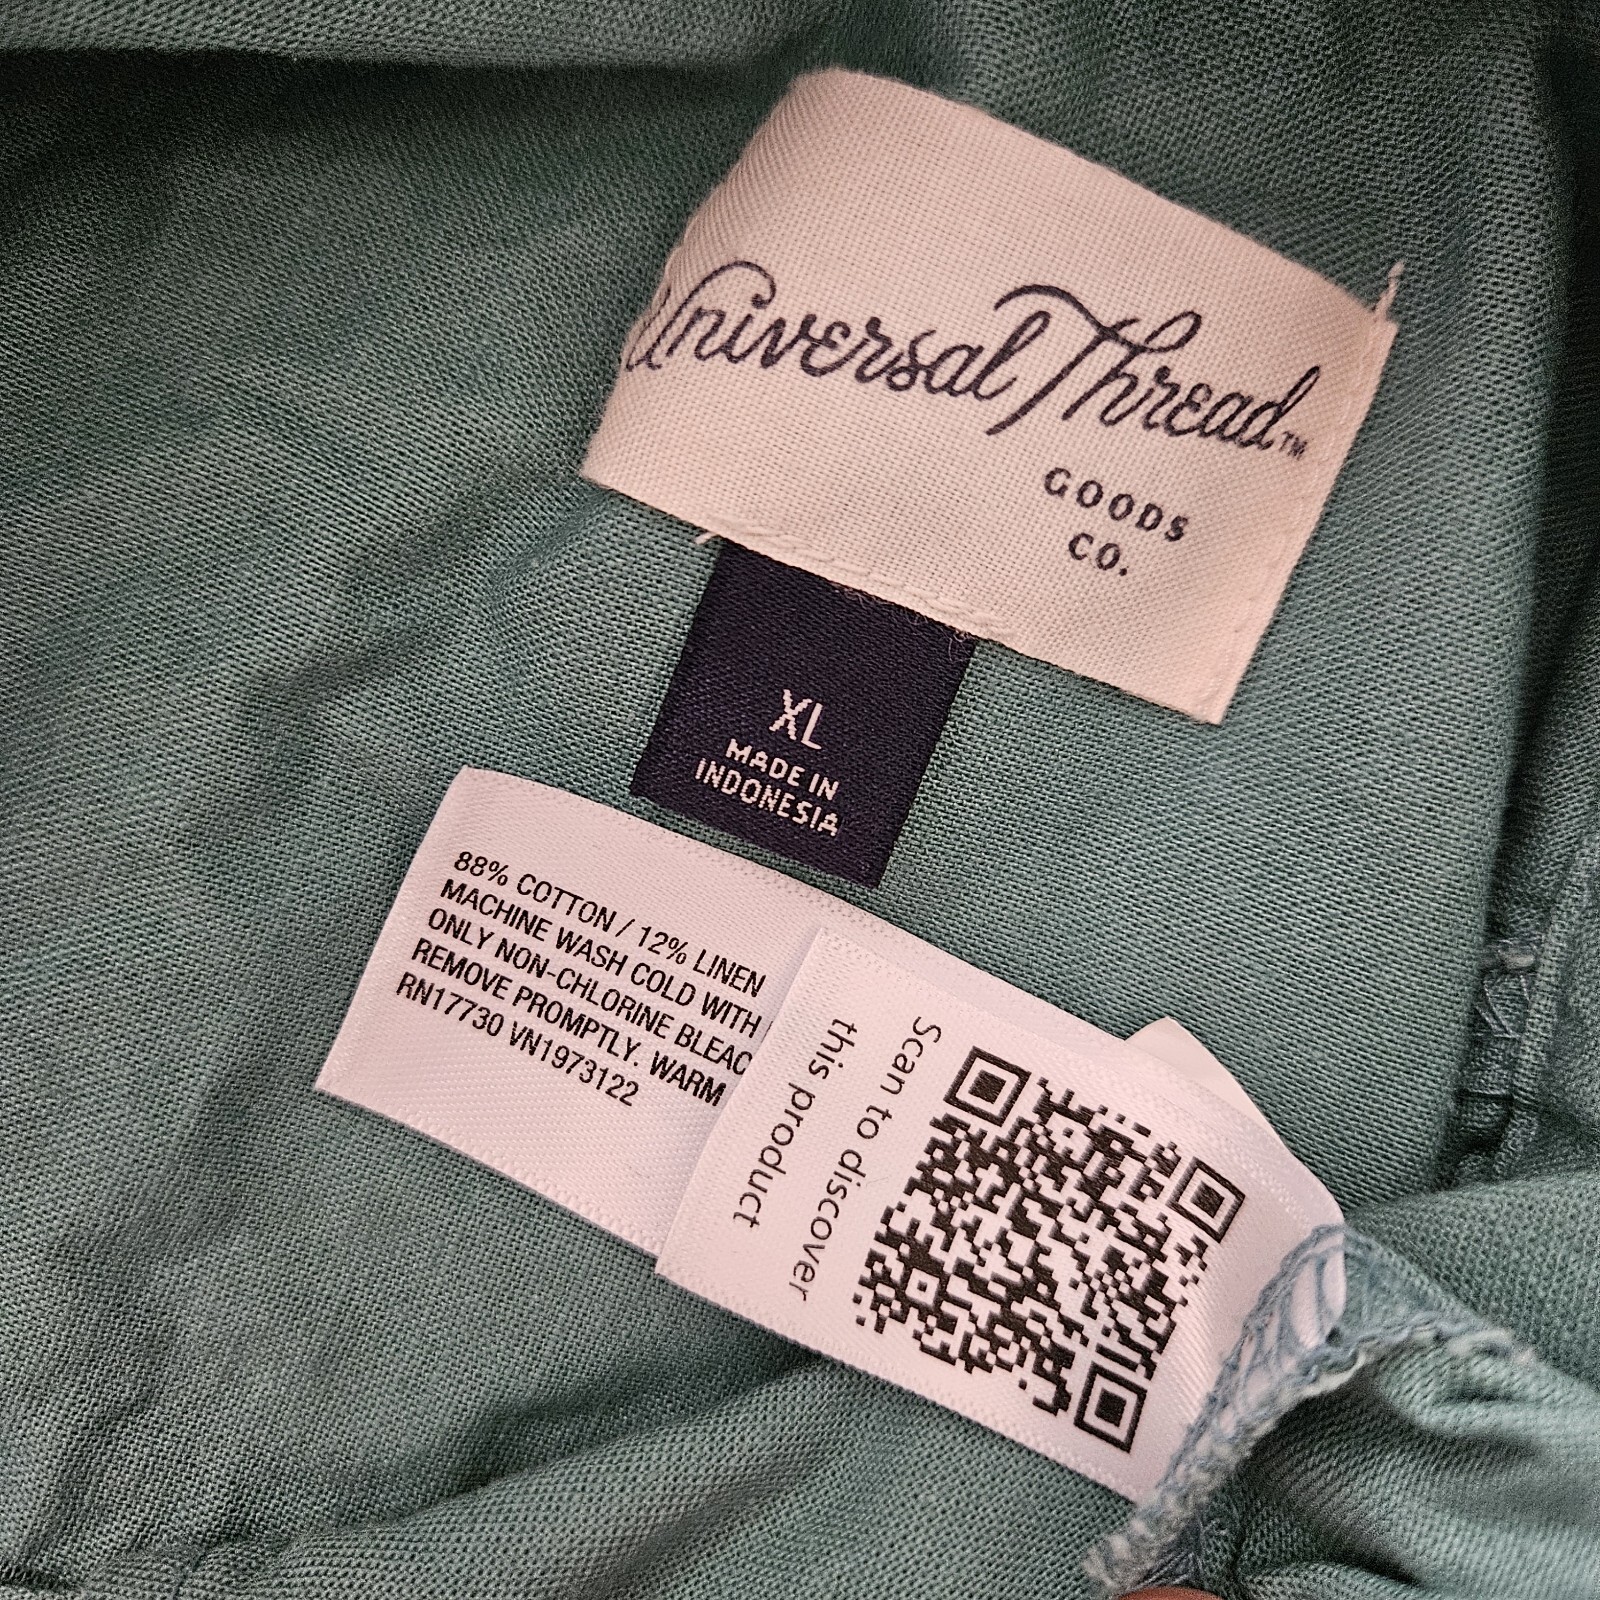 Universal Thread™
GOODS
CO.
XL
MADE IN
INDONESIA
88% COTTON / 12% LINEN
MACHINE WASH COLD WITH
ONLY NON-CHLORINE BLEAC
REMOVE PROMPTLY. WARM
RN17730 VN1973122
Scan to discover
this product